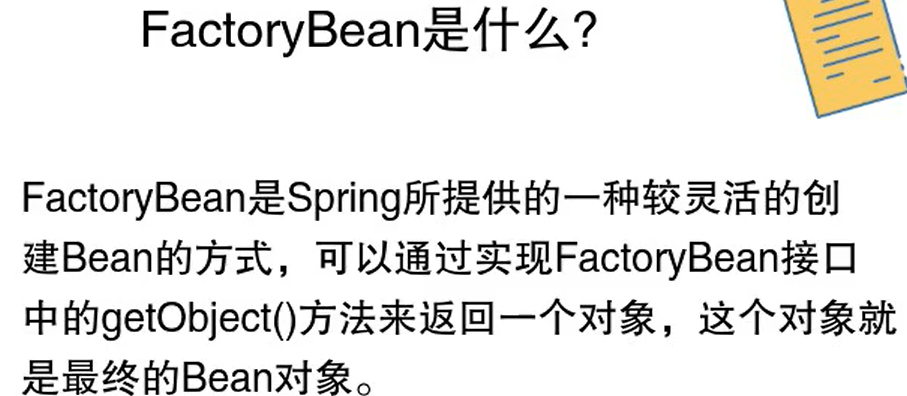 FactoryBean是什么?
FactoryBean是Spring所提供的一种较灵活的创
建Bean的方式，可以通过实现FactoryBean接口
中的getObject()方法来返回一个对象，这个对象就
是最终的Bean对象。